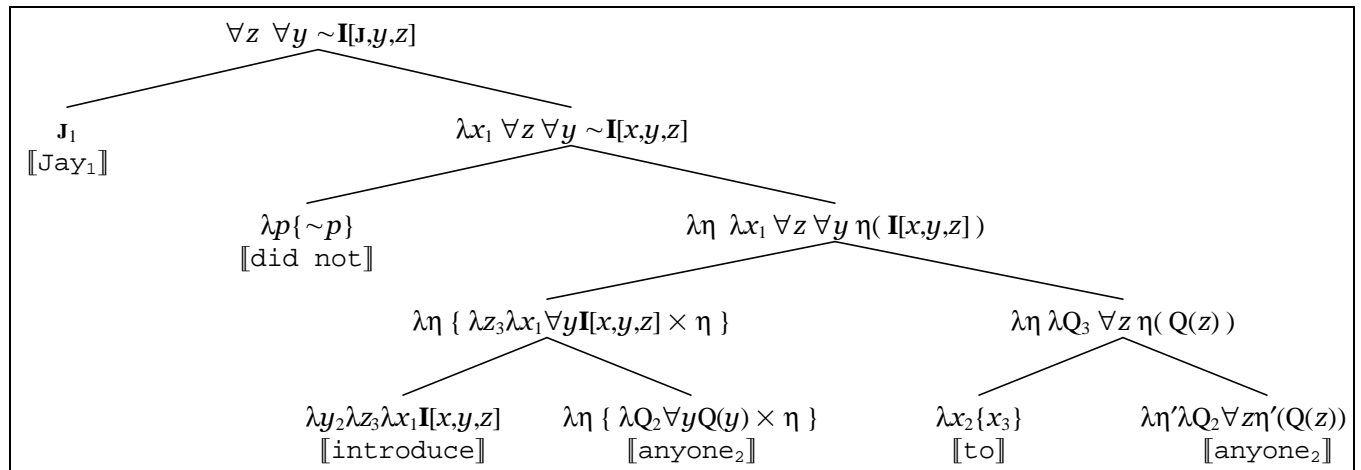 ∀z ∀y ~I[J,y,z]
J₁ λx₁ ∀z ∀y ~I[x,y,z]
⟦Jay₁⟧
λp{~p} λη λx₁ ∀z ∀y η( I[x,y,z] )
⟦did not⟧
λη { λz₃λx₁∀yI[x,y,z] × η } λη λQ₃ ∀z η( Q(z) )
λy₂λz₃λx₁I[x,y,z] λη { λQ₂∀yQ(y) × η } λx₂{x₃} λη′λQ₂∀zη′(Q(z))
⟦introduce⟧ ⟦anyone₂⟧ ⟦to⟧ ⟦anyone₂⟧